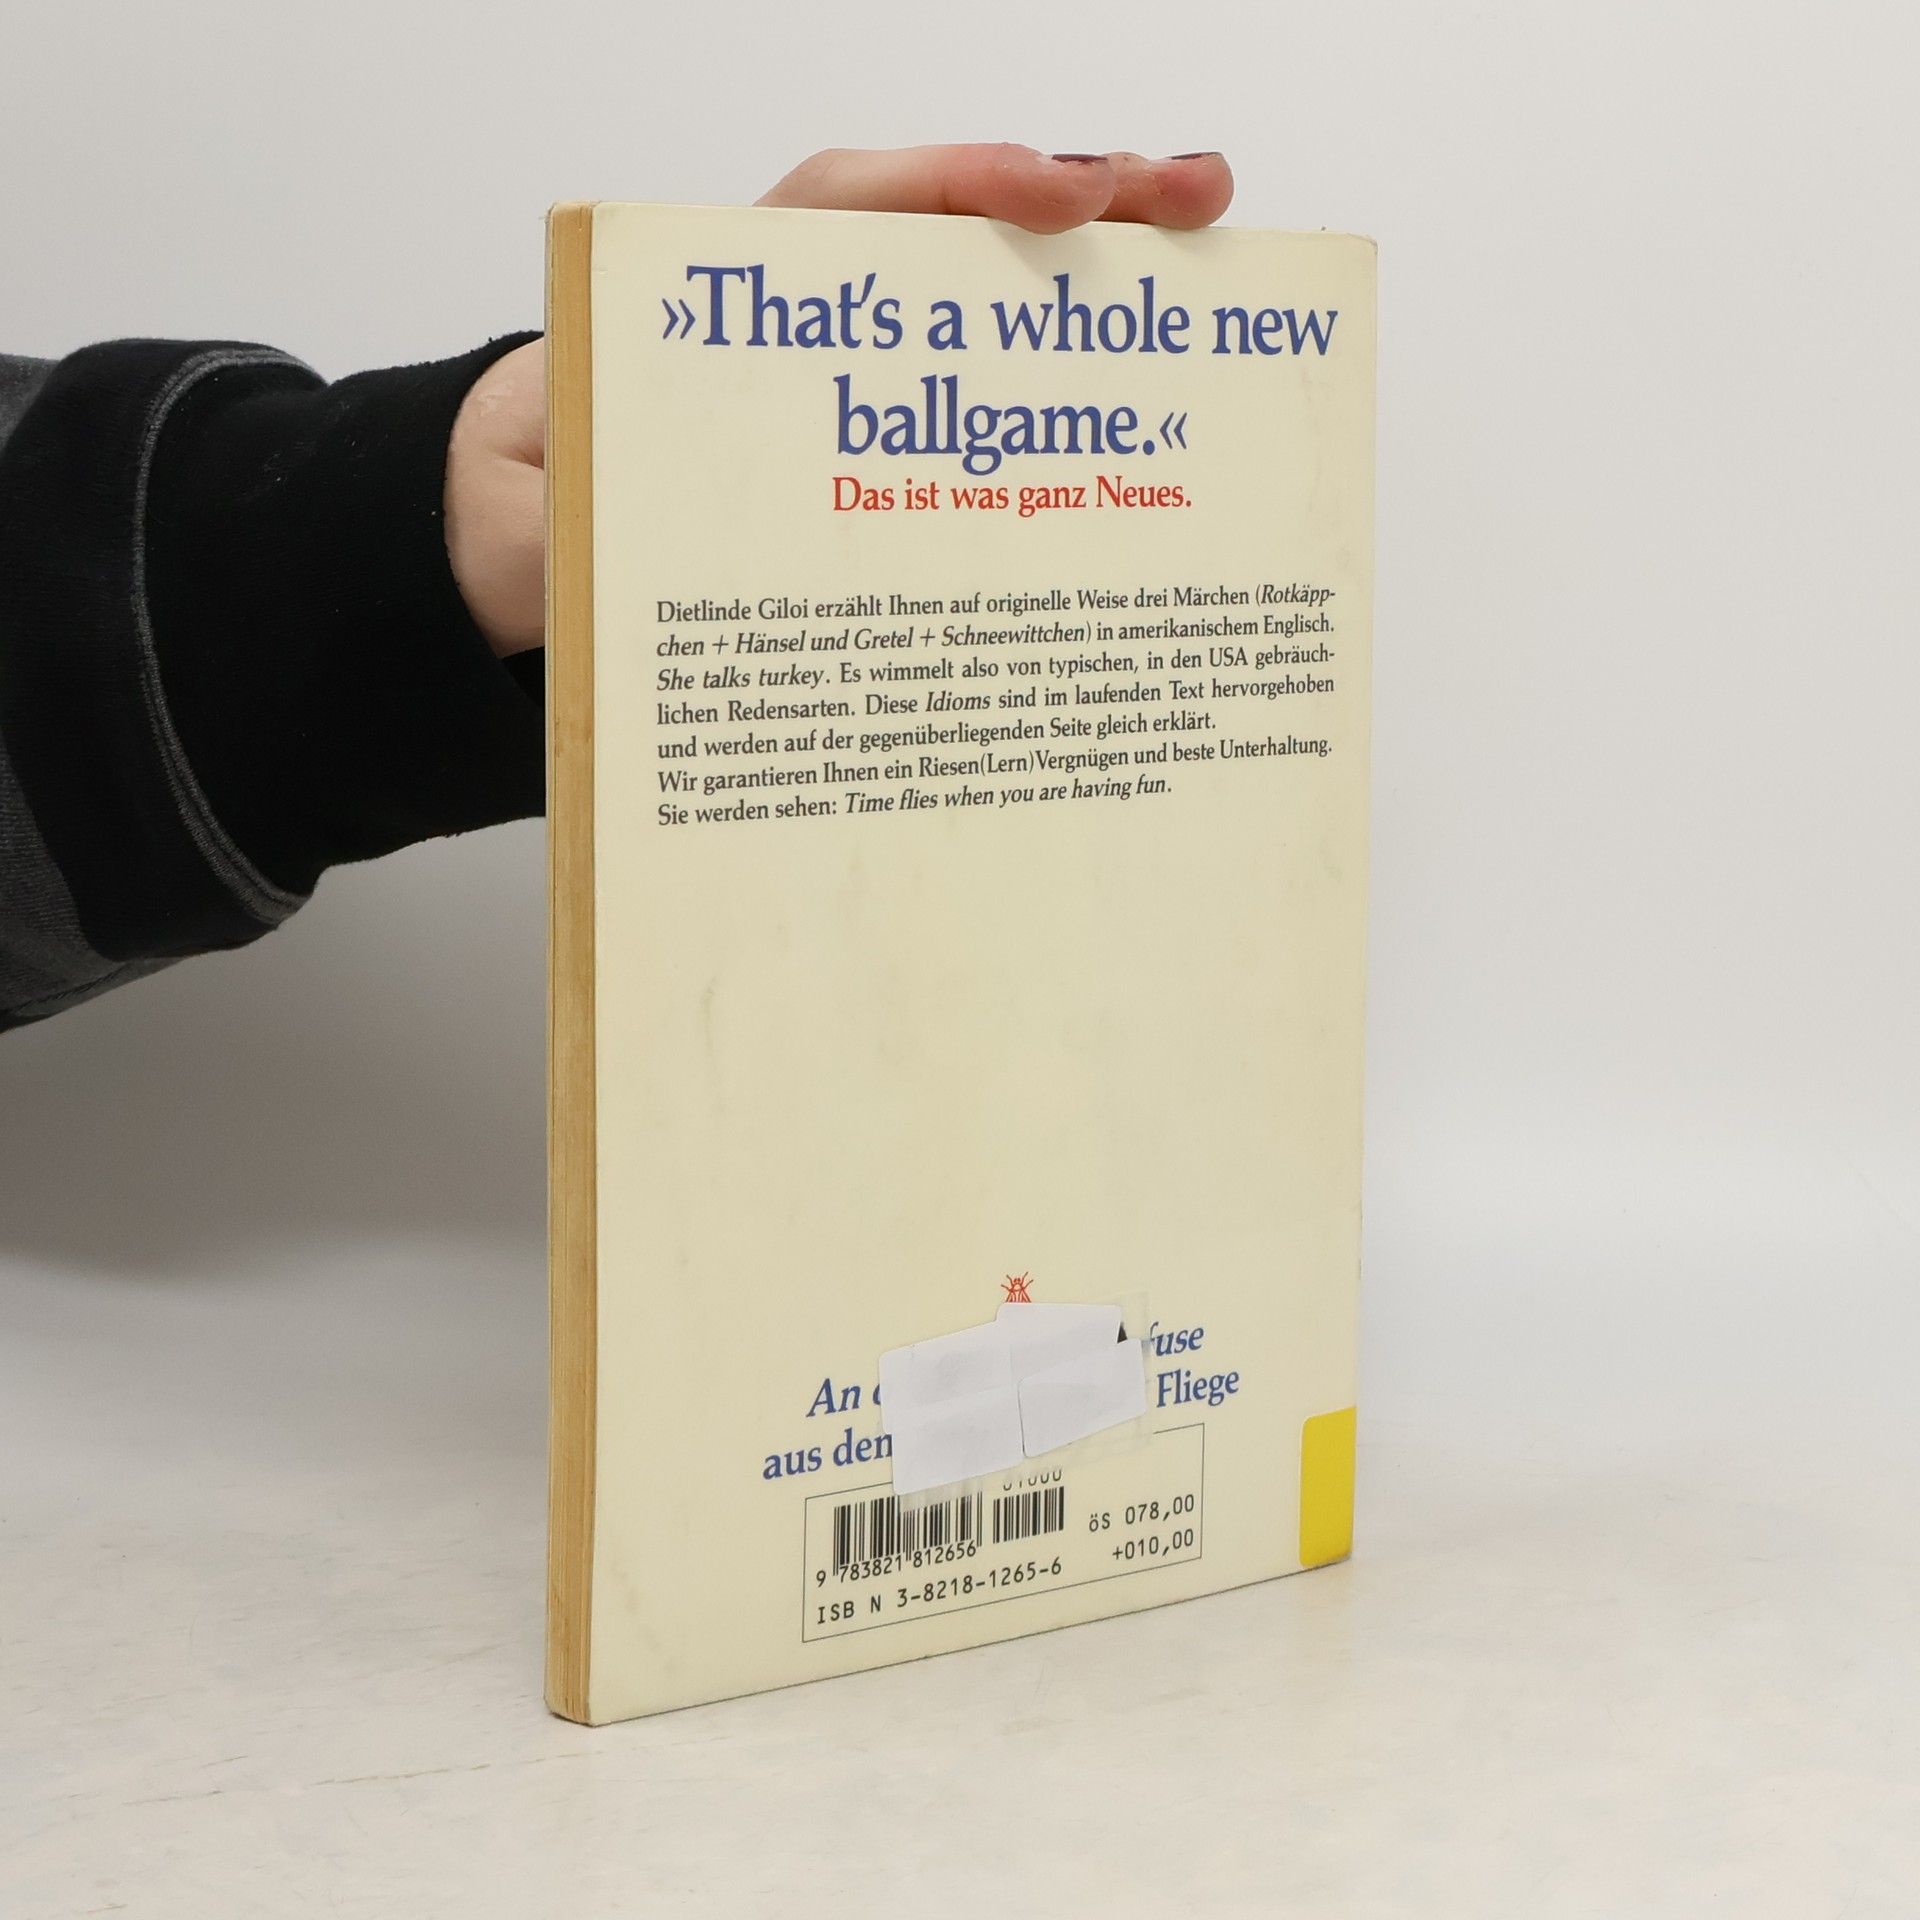 »That's a whole new
ballgame.«
Das ist was ganz Neues.
Dietlinde Giloi erzählt Ihnen auf originelle Weise drei Märchen (Rotkäpp-
chen + Hänsel und Gretel + Schneewittchen) in amerikanischem Englisch.
She talks turkey. Es wimmelt also von typischen, in den USA gebräuch-
lichen Redensarten. Diese Idioms sind im laufenden Text hervorgehoben
und werden auf der gegenüberliegenden Seite gleich erklärt.
Wir garantieren Ihnen ein Riesen(Lern)Vergnügen und beste Unterhaltung.
Sie werden sehen: Time flies when you are having fun.
An
aus dem Fliege
öS 078,00
+010,00
9 783821 812656
ISB N 3-8218-1265-6